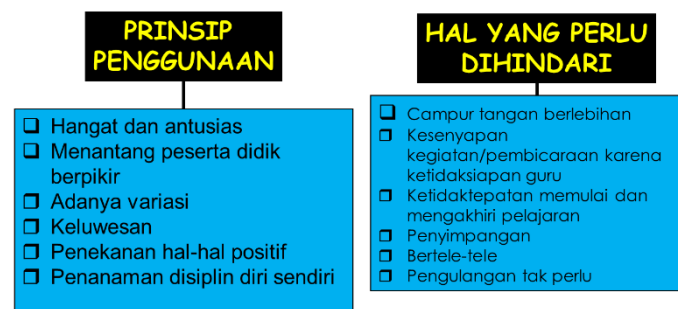 PRINSIP
PENGGUNAAN
Hangat dan antusias
Menantang peserta didik
berpikir
Adanya variasi
Keluwesan
Penekanan hal-hal positif
Penanaman disiplin diri sendiri
HAL YANG PERLU
DIHINDARI
Campur tangan berlebihan
Kesenyapan
kegiatan/pembicaraan karena
ketidaksiapan guru
Ketidaktepatan memulai dan
mengakhiri pelajaran
Penyimpangan
Bertele-tele
Pengulangan tak perlu